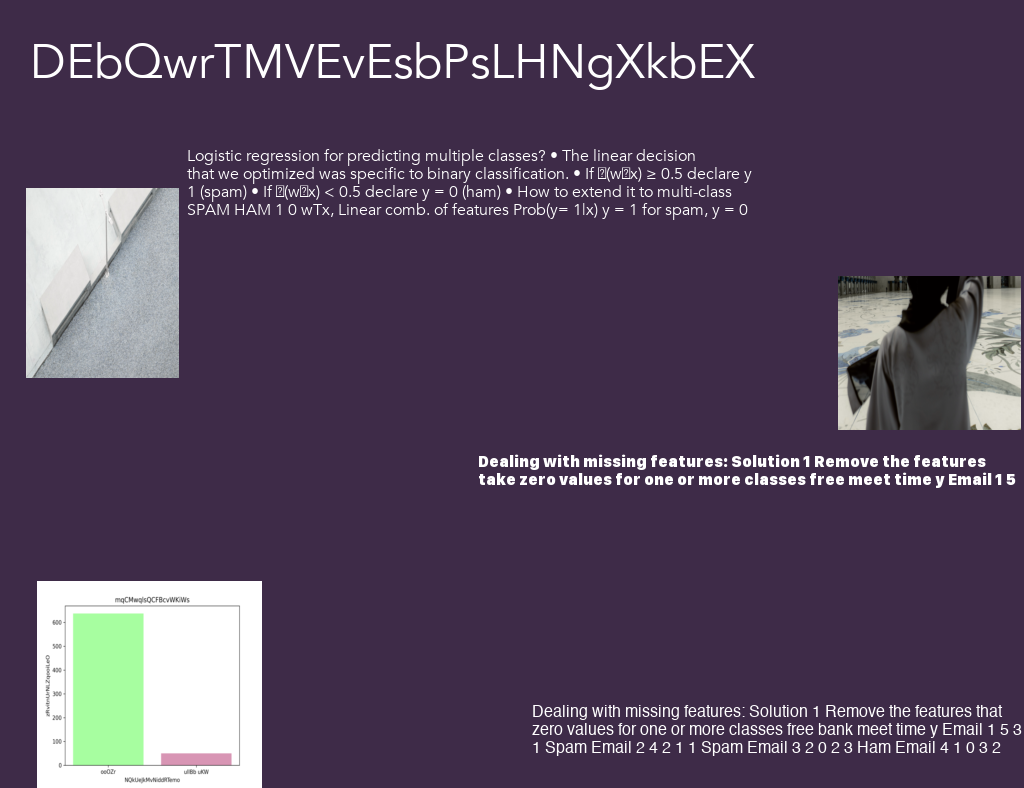 DEbQwrTMVEvEsbPsLHNgXkbEX
Logistic regression for predicting multiple classes? • The linear decision
that we optimized was specific to binary classification. • If (wx) ≥ 0.5 declare y
1 (spam) • If (wx) < 0.5 declare y = 0 (ham) • How to extend it to multi-class
SPAM HAM 1 0 wTx, Linear comb. of features Prob(y= 1|x) y = 1 for spam, y = 0
Dealing with missing features: Solution 1 Remove the features
take zero values for one or more classes free meet time y Email 1 5
mqCMwqlsQCFBcvWKiWs
600
500
400
300
200
100
0
ooOZr
ullBb uKW
Dealing with missing features: Solution 1 Remove the features that
zero values for one or more classes free bank meet time y Email 1 5 3
1 Spam Email 2 4 2 1 1 Spam Email 3 2 0 2 3 Ham Email 4 1 0 3 2